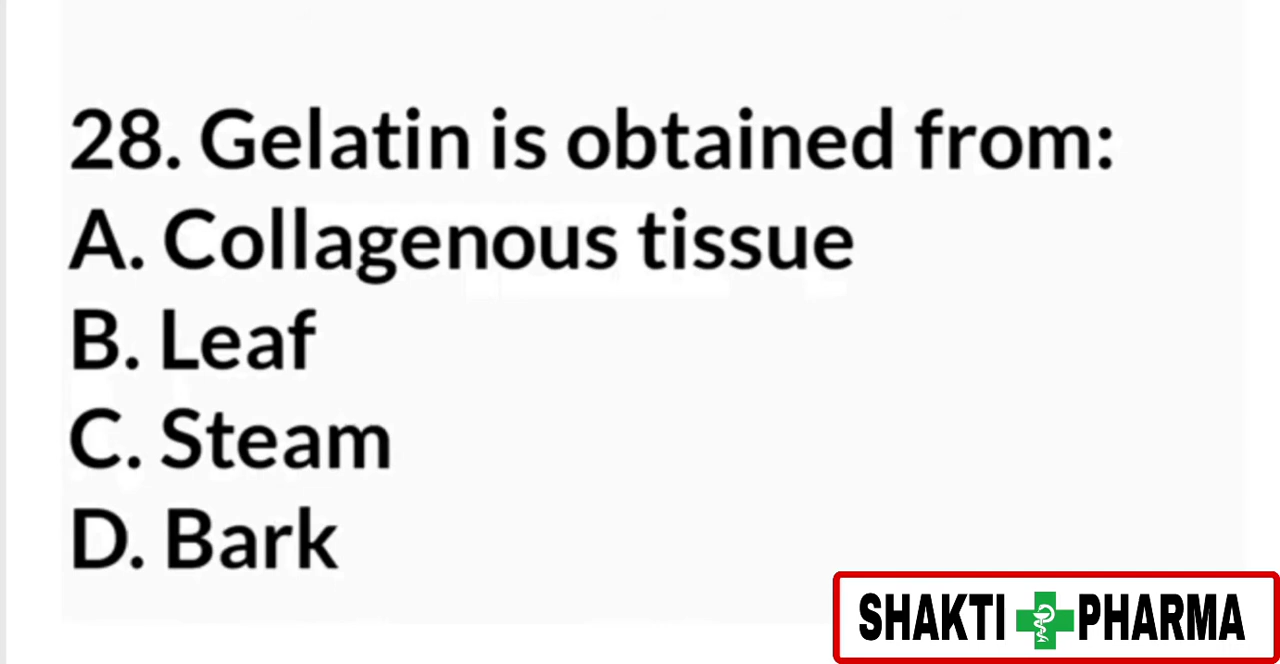 28. Gelatin is obtained from:
A. Collagenous tissue
B. Leaf
C. Steam
D. Bark
SHAKTI PHARMA